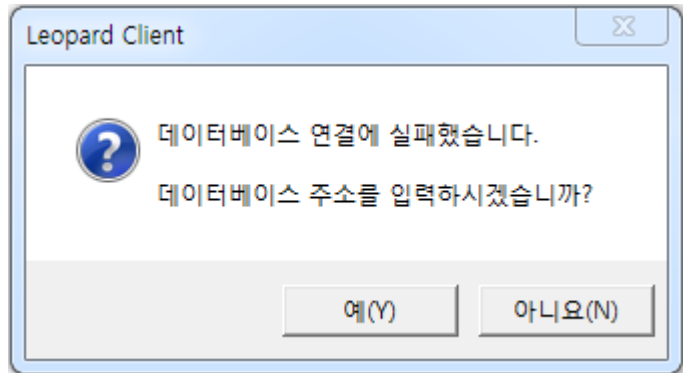 Leopard Client
데이터베이스 연결에 실패했습니다.
데이터베이스 주소를 입력하시겠습니까?
예(Y)
아니요(N)